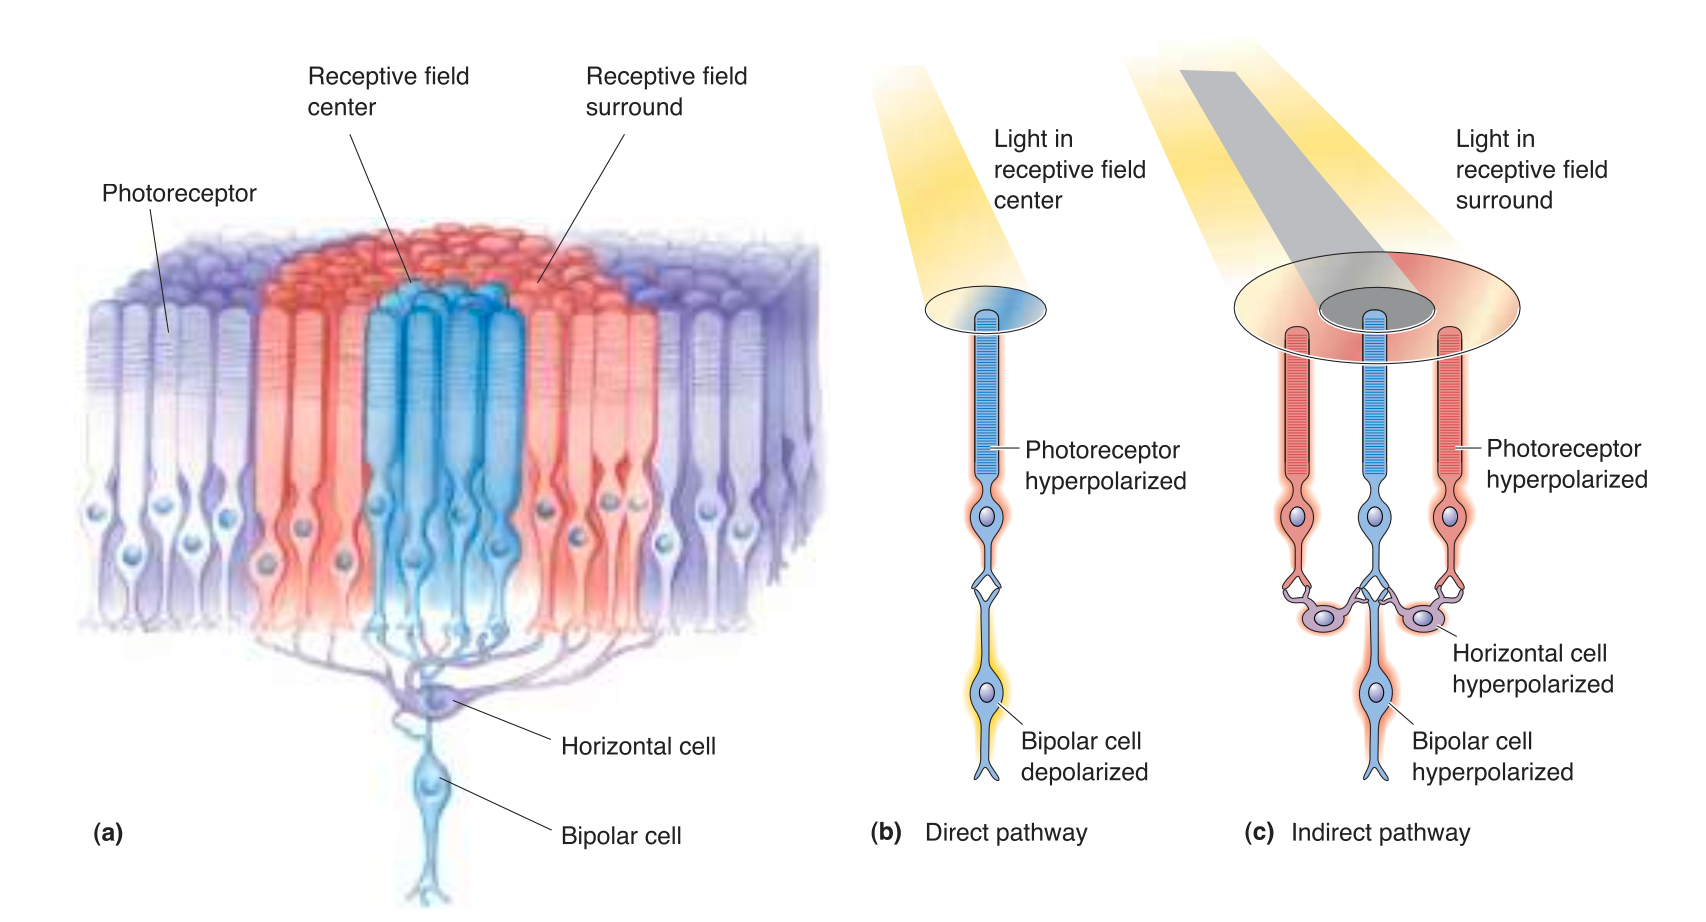 Receptive field
center
Receptive field
surround
Photoreceptor
Horizontal cell
Bipolar cell
(a)
Light in
receptive field
center
Photoreceptor
hyperpolarized
Bipolar cell
depolarized
(b) Direct pathway
Light in
receptive field
surround
Photoreceptor
hyperpolarized
Horizontal cell
hyperpolarized
Bipolar cell
hyperpolarized
(c) Indirect pathway